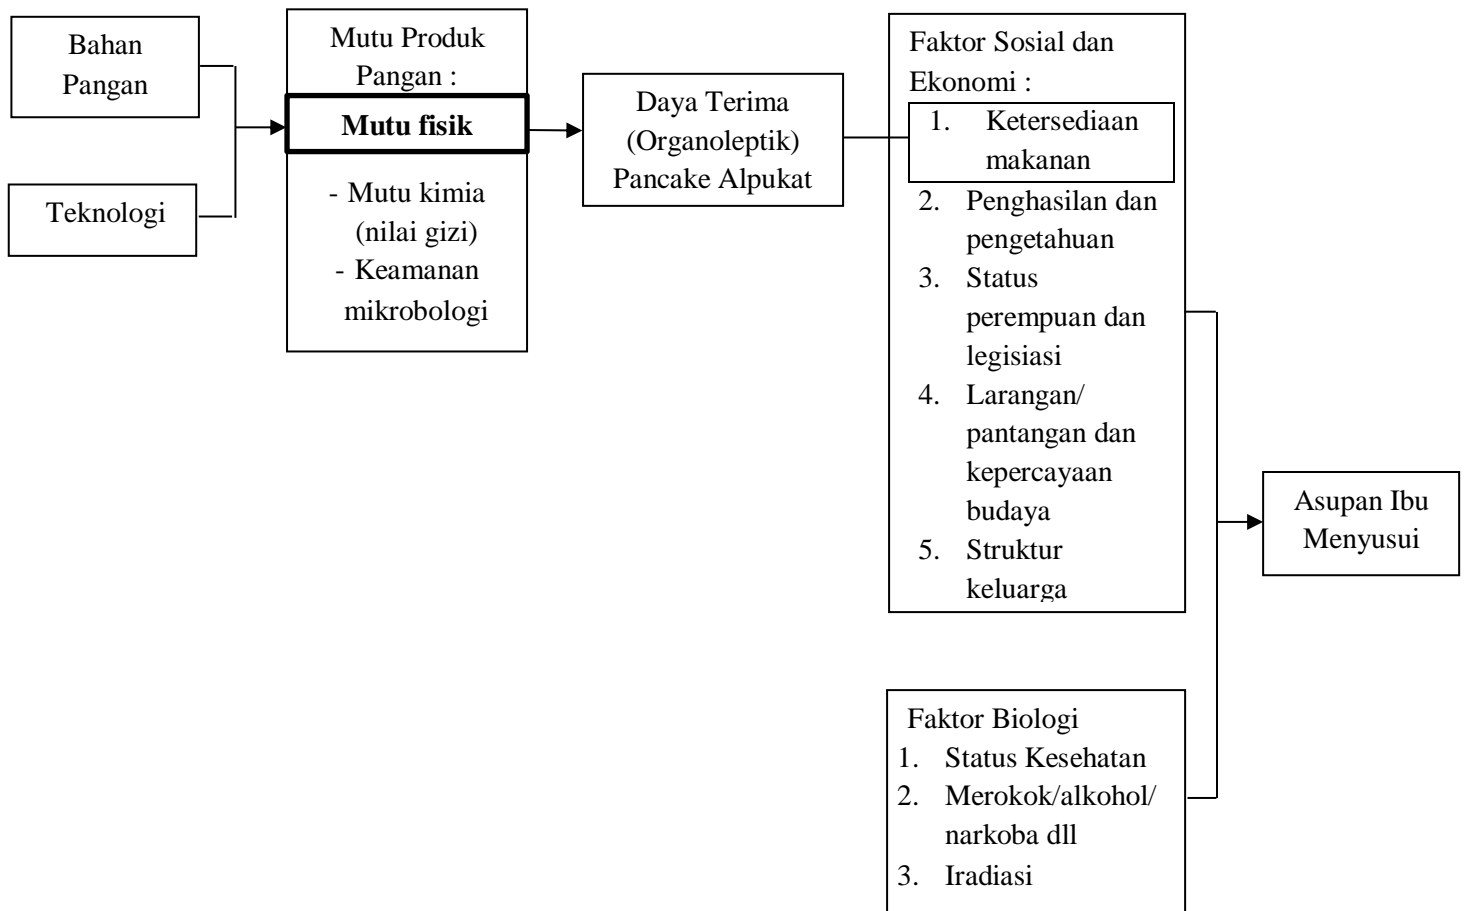 Bahan
Pangan
Teknologi
Mutu Produk
Pangan :
Mutu fisik
- Mutu kimia
(nilai gizi)
- Keamanan
mikrobologi
Daya Terima
(Organoleptik)
Pancake Alpukat
Faktor Sosial dan
Ekonomi :
1. Ketersediaan
makanan
2. Penghasilan dan
pengetahuan
3. Status
perempuan dan
legisiasi
4. Larangan/
pantangan dan
kepercayaan
budaya
5. Struktur
keluarga
Faktor Biologi
1. Status Kesehatan
2. Merokok/alkohol/
narkoba dll
3. Iradiasi
Asupan Ibu
Menyusui